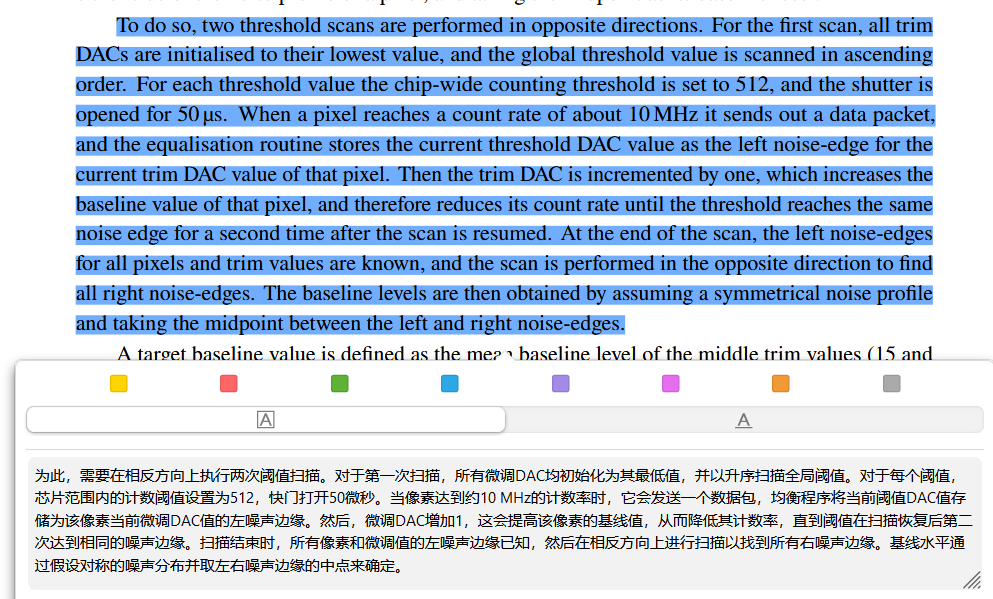 To do so, two threshold scans are performed in opposite directions. For the first scan, all trim
DACs are initialised to their lowest value, and the global threshold value is scanned in ascending
order. For each threshold value the chip-wide counting threshold is set to 512, and the shutter is
opened for 50 µs. When a pixel reaches a count rate of about 10 MHz it sends out a data packet,
and the equalisation routine stores the current threshold DAC value as the left noise-edge for the
current trim DAC value of that pixel. Then the trim DAC is incremented by one, which increases the
baseline value of that pixel, and therefore reduces its count rate until the threshold reaches the same
noise edge for a second time after the scan is resumed. At the end of the scan, the left noise-edges
for all pixels and trim values are known, and the scan is performed in the opposite direction to find
all right noise-edges. The baseline levels are then obtained by assuming a symmetrical noise profile
and taking the midpoint between the left and right noise-edges.
A target baseline value is defined as the mean baseline level of the middle trim values (15 and
A
A
为此，需要在相反方向上执行两次阈值扫描。对于第一次扫描，所有微调DAC均初始化为其最低值，并以升序扫描全局阈值。对于每个阈值，
芯片范围内的计数阈值设置为512，快门打开50微秒。当像素达到约10 MHz的计数率时，它会发送一个数据包，均衡程序将当前阈值DAC值存
储为该像素当前微调DAC值的左噪声边缘。然后，微调DAC增加1，这会提高该像素的基线值，从而降低其计数率，直到阈值在扫描恢复后第二
次达到相同的噪声边缘。扫描结束时，所有像素和微调值的左噪声边缘已知，然后在相反方向上进行扫描以找到所有右噪声边缘。基线水平通
过假设对称的噪声分布并取左右噪声边缘的中点来确定。